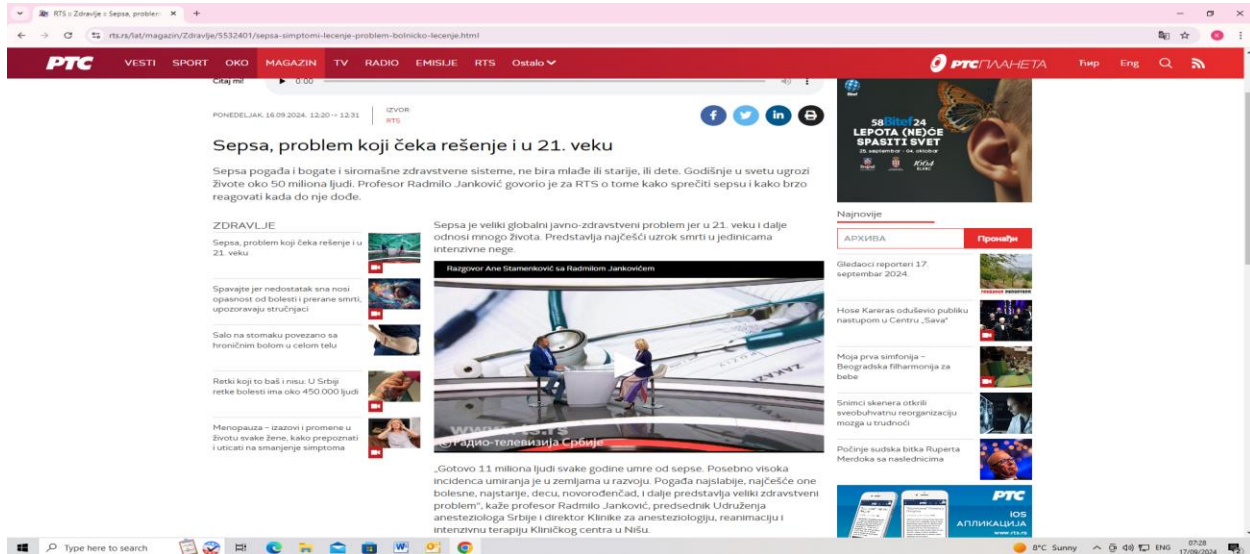 RTS :: Zdravlje :: Sepsa, problem
rts.rs/lat/magazin/Zdravlje/5532401/sepsa-simptomi-lecenje-problem-bolnicko-lecenje.html
РТС VESTI SPORT OKO MAGAZIN TV RADIO EMISIJE RTS Ostalo РТС ПЛАНЕТА Ћир Eng
Čitaj mi! 0:00
PONEDELJAK, 16.09.2024, 12:20 -> 12:31
IZVOR:
RTS
Sepsa, problem koji čeka rešenje i u 21. veku
Sepsa pogađa i bogate i siromašne zdravstvene sisteme, ne bira mlađe ili starije, ili dete. Godišnje u svetu ugrozi
živote oko 50 miliona ljudi. Profesor Radmilo Janković govorio je za RTS o tome kako sprečiti sepsu i kako brzo
reagovati kada do nje dođe.
ZDRAVLJE
Sepsa, problem koji čeka rešenje i u
21. veku
Spavajte jer nedostatak sna nosi
opasnost od bolesti i prerane smrti,
upozoravaju stručnjaci
Salo na stomaku povezano sa
hroničnim bolom u celom telu
Retki koji to baš i nisu: U Srbiji
retke bolesti ima oko 450.000 ljudi
Menopauza – izazovi i promene u
životu svake žene, kako prepoznati
i uticati na smanjenje simptoma
Sepsa je veliki globalni javno-zdravstveni problem jer u 21. veku i dalje
odnosi mnogo života. Predstavlja najčešći uzrok smrti u jedinicama
intenzivne nege.
Razgovor Ane Stamenković sa Radmilom Jankovićem
ZAKAZ
www.rts.rs
© Радио-телевизија Србије
„Gotovo 11 miliona ljudi svake godine umre od sepse. Posebno visoka
incidenca umiranja je u zemljama u razvoju. Pogađa najslabije, najčešće one
bolesne, najstarije, decu, novorođenčad, i dalje predstavlja veliki zdravstveni
problem", kaže profesor Radmilo Janković, predsednik Udruženja
anesteziologa Srbije i direktor Klinike za anesteziologiju, reanimaciju i
intenzivnu terapiju Kliničkog centra u Nišu.
58 Bitef 24
LEPOTA (NE)ĆE
SPASITI SVET
25. septembar - 04. oktobar
Najnovije
АРХИВА Пронађи
Gledaoci reporteri 17.
septembar 2024.
Hose Kareras oduševio publiku
nastupom u Centru „Sava"
Moja prva simfonija –
Beogradska filharmonija za
bebe
Snimci skenera otkrili
sveobuhvatnu reorganizaciju
mozga u trudnoći
Počinje sudska bitka Ruperta
Merdoka sa naslednicima
РТС
iOS
АПЛИКАЦИЈА
www.rts.rs
Type here to search
8°C Sunny ENG 07:28
17/09/2024